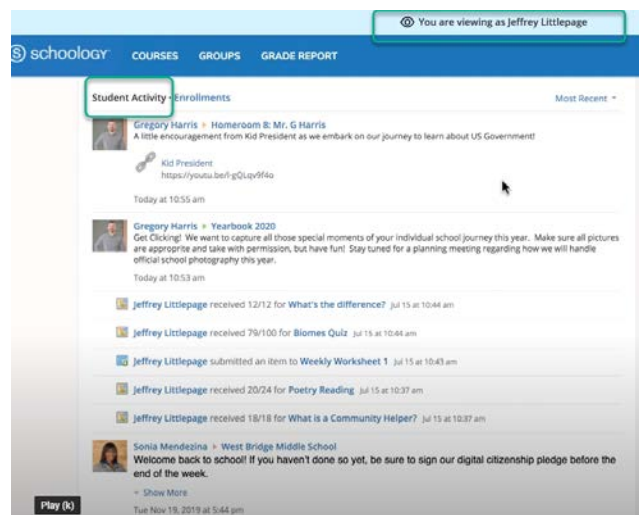 You are viewing as Jeffrey Littlepage
S schoology COURSES GROUPS GRADE REPORT
Student Activity · Enrollments Most Recent
Gregory Harris ▸ Homeroom 8: Mr. G Harris
A little encouragement from Kid President as we embark on our journey to learn about US Government!
Kid President
https://youtu.be/l-gQLqv9f4o
Today at 10:55 am
Gregory Harris ▸ Yearbook 2020
Get Clicking! We want to capture all those special moments of your individual school journey this year. Make sure all pictures
are approprite and take with permission, but have fun! Stay tuned for a planning meeting regarding how we will handle
official school photography this year.
Today at 10:53 am
Jeffrey Littlepage received 12/12 for What's the difference? Jul 15 at 10:44 am
Jeffrey Littlepage received 79/100 for Biomes Quiz Jul 15 at 10:44 am
Jeffrey Littlepage submitted an item to Weekly Worksheet 1 Jul 15 at 10:43 am
Jeffrey Littlepage received 20/24 for Poetry Reading Jul 15 at 10:37 am
Jeffrey Littlepage received 18/18 for What is a Community Helper? Jul 15 at 10:37 am
Sonia Mendezina ▸ West Bridge Middle School
Welcome back to school! If you haven't done so yet, be sure to sign our digital citizenship pledge before the
end of the week.
Show More
Play (k)
Tue Nov 19, 2019 at 5:44 pm